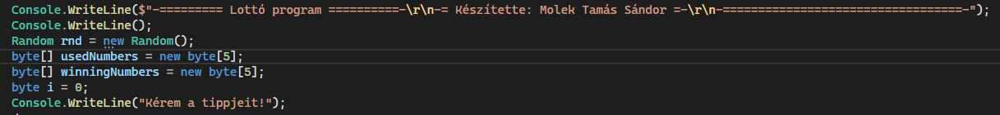 Console.WriteLine($"-========= Lottó program ==========-\r\n-= Készítette: Molek Tamás Sándor =-\r\n-==================================-");
Console.WriteLine();
Random rnd = new Random();
byte[] usedNumbers = new byte[5];
byte[] winningNumbers = new byte[5];
byte i = 0;
Console.WriteLine("Kérem a tippjeit!");